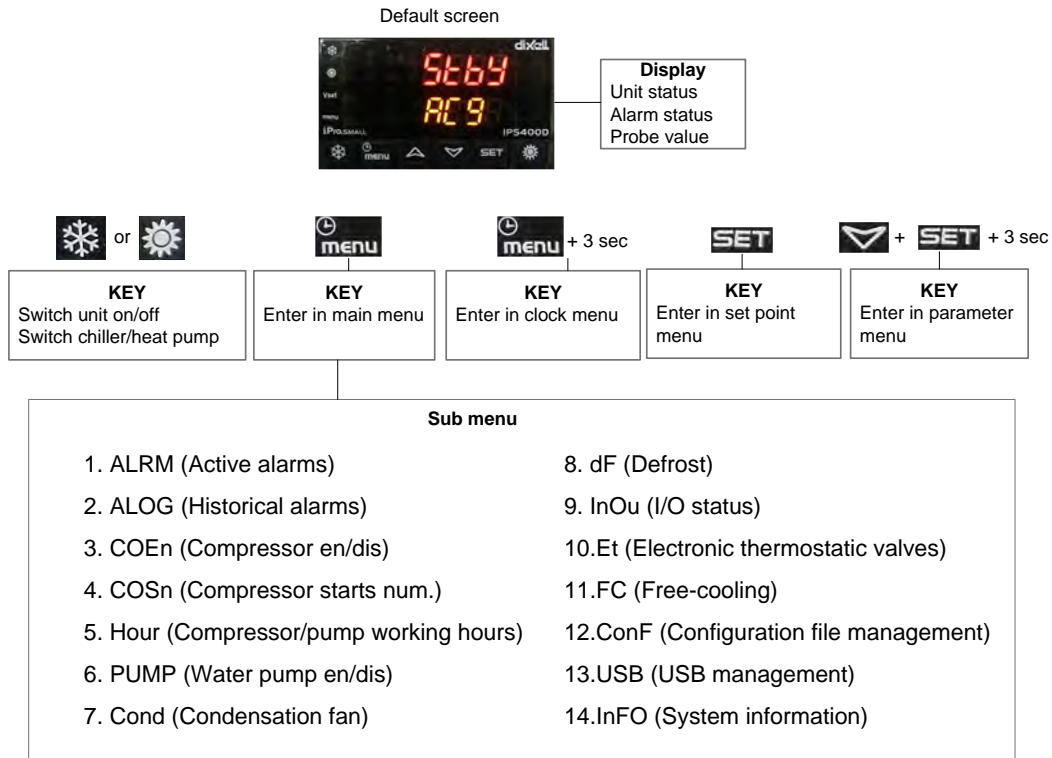 Default screen
dixell
Stby
Vset
AC9
menu
iPro.SMALL
IPS400D
menu
SET
Display
Unit status
Alarm status
Probe value
or
menu
menu + 3 sec
SET
+ SET + 3 sec
KEY
Switch unit on/off
Switch chiller/heat pump
KEY
Enter in main menu
KEY
Enter in clock menu
KEY
Enter in set point
menu
KEY
Enter in parameter
menu
Sub menu
1. ALRM (Active alarms)
2. ALOG (Historical alarms)
3. COEn (Compressor en/dis)
4. COSn (Compressor starts num.)
5. Hour (Compressor/pump working hours)
6. PUMP (Water pump en/dis)
7. Cond (Condensation fan)
8. dF (Defrost)
9. InOu (I/O status)
10.Et (Electronic thermostatic valves)
11.FC (Free-cooling)
12.ConF (Configuration file management)
13.USB (USB management)
14.InFO (System information)